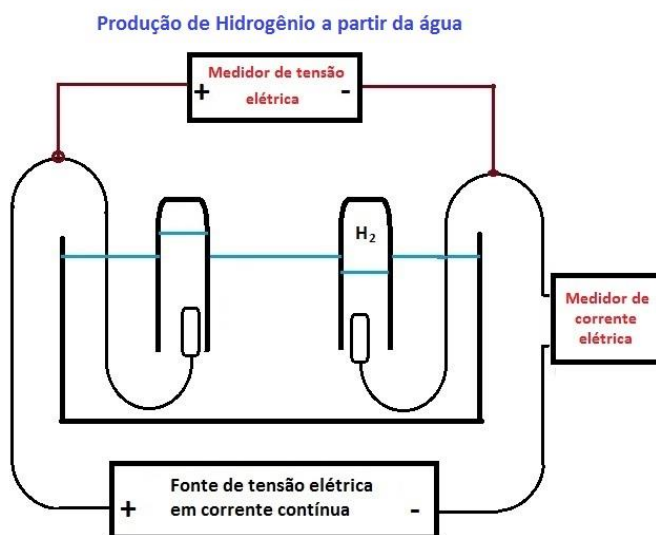 Produção de Hidrogênio a partir da água
Medidor de tensão
+ elétrica -
H₂
Medidor de
corrente
elétrica
Fonte de tensão elétrica
+ em corrente contínua -